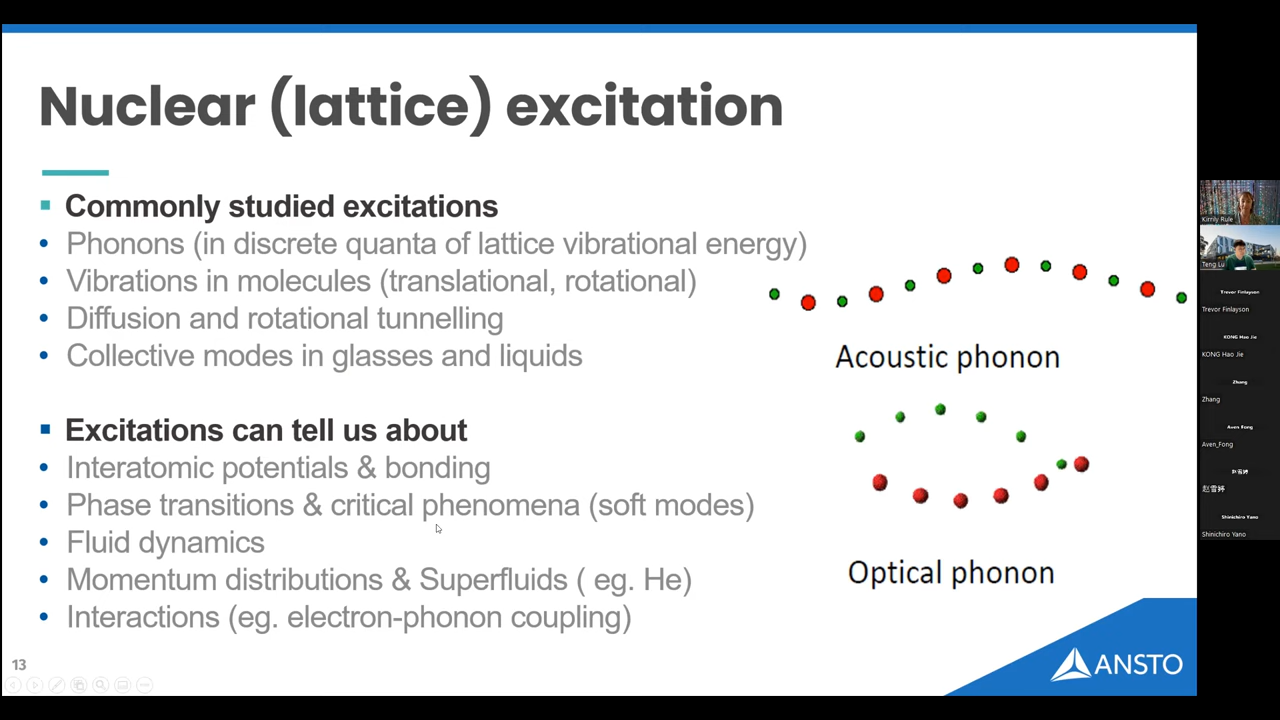 Nuclear (lattice) excitation
Commonly studied excitations
Phonons (in discrete quanta of lattice vibrational energy)
Vibrations in molecules (translational, rotational)
Diffusion and rotational tunnelling
Collective modes in glasses and liquids
Excitations can tell us about
Interatomic potentials & bonding
Phase transitions & critical phenomena (soft modes)
Fluid dynamics
Momentum distributions & Superfluids ( eg. He)
Interactions (eg. electron-phonon coupling)
Acoustic phonon
Optical phonon
13
ANSTO
Kirrily Rule
Teng Lu
Trevor Finlayson
Trevor Finlayson
KONG Hao Jie
KONG Hao Jie
Zhang
Zhang
Aven Fong
Aven_Fong
赵雪婷
赵雪婷
Shinichiro Yano
Shinichiro Yano